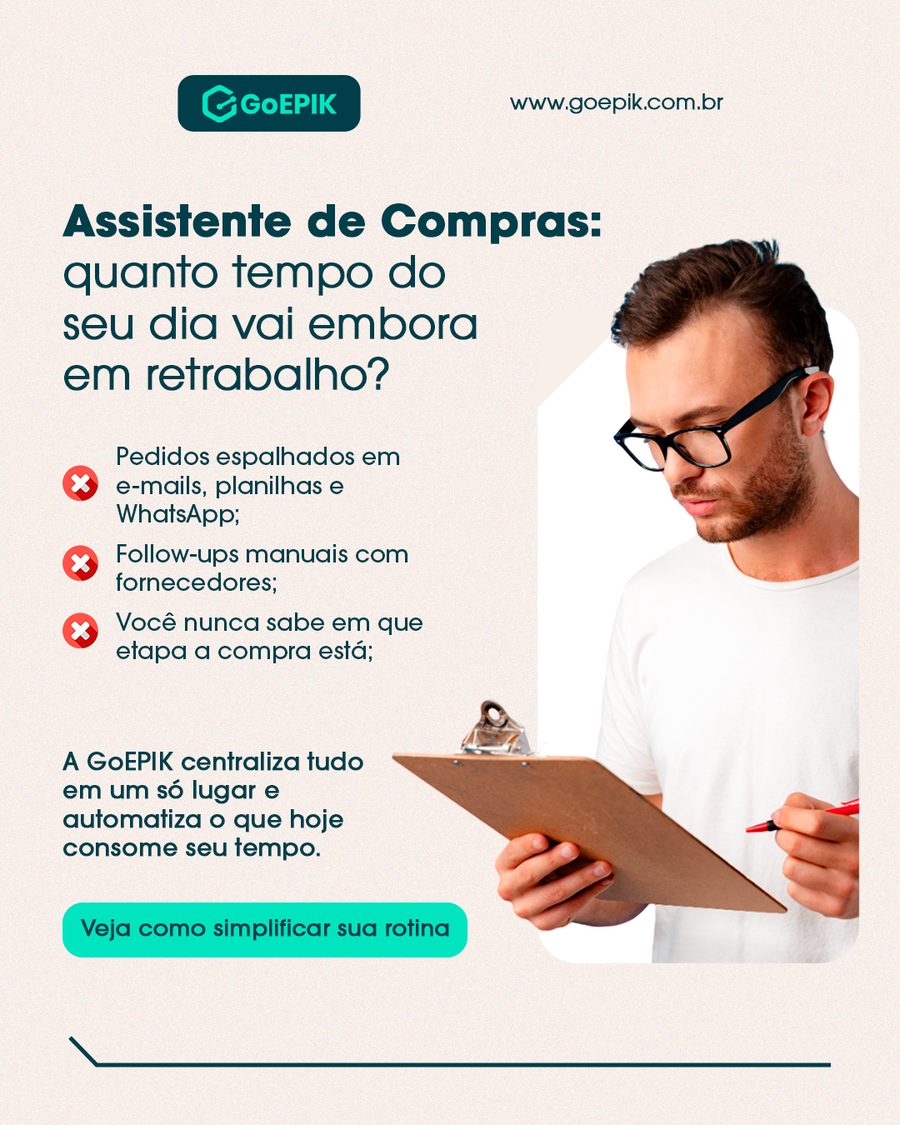 GoEPIK
www.goepik.com.br
Assistente de Compras:
quanto tempo do
seu dia vai embora
em retrabalho?
Pedidos espalhados em
e-mails, planilhas e
WhatsApp;
Follow-ups manuais com
fornecedores;
Você nunca sabe em que
etapa a compra está;
A GoEPIK centraliza tudo
em um só lugar e
automatiza o que hoje
consome seu tempo.
Veja como simplificar sua rotina